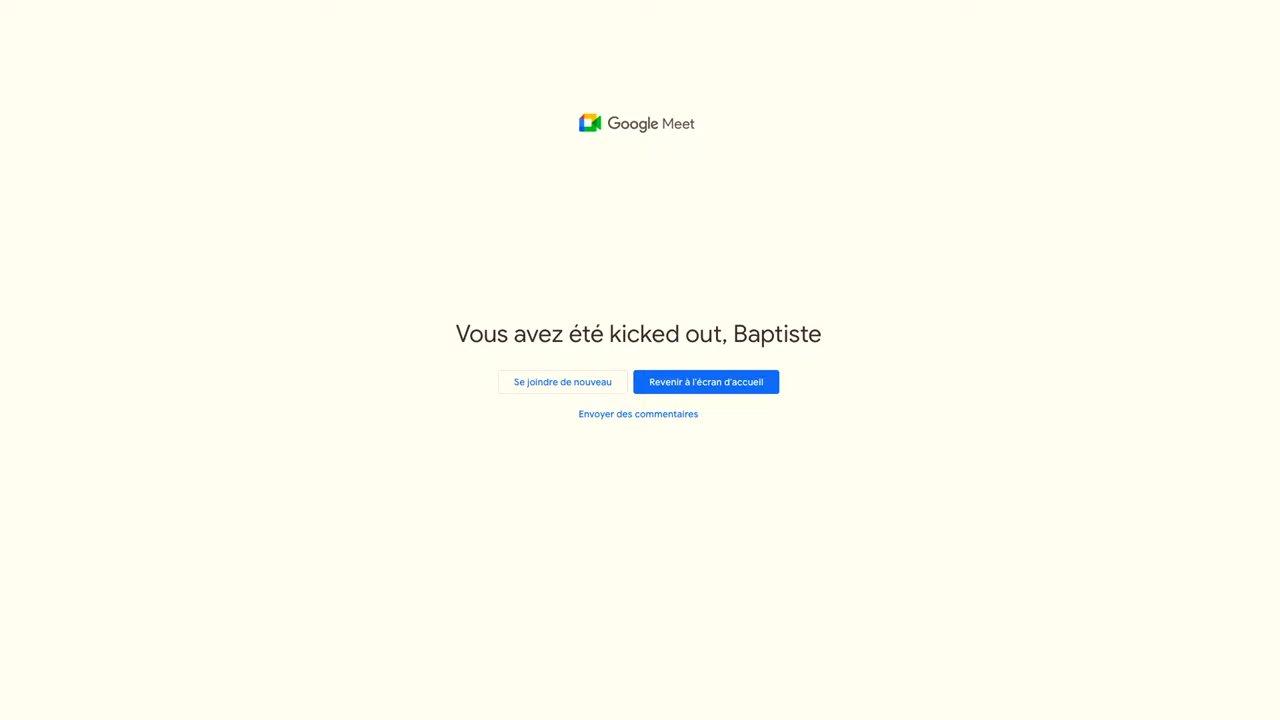 Google Meet
Vous avez été kicked out, Baptiste
Se joindre de nouveau
Revenir à l'écran d'accueil
Envoyer des commentaires